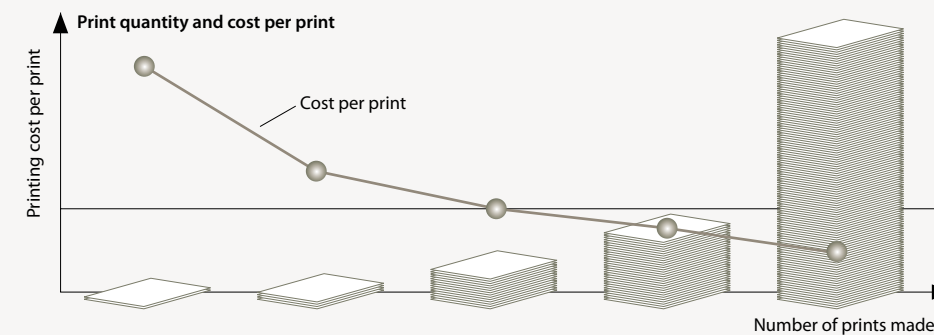 Print quantity and cost per print
Printing cost per print
Cost per print
Number of prints made